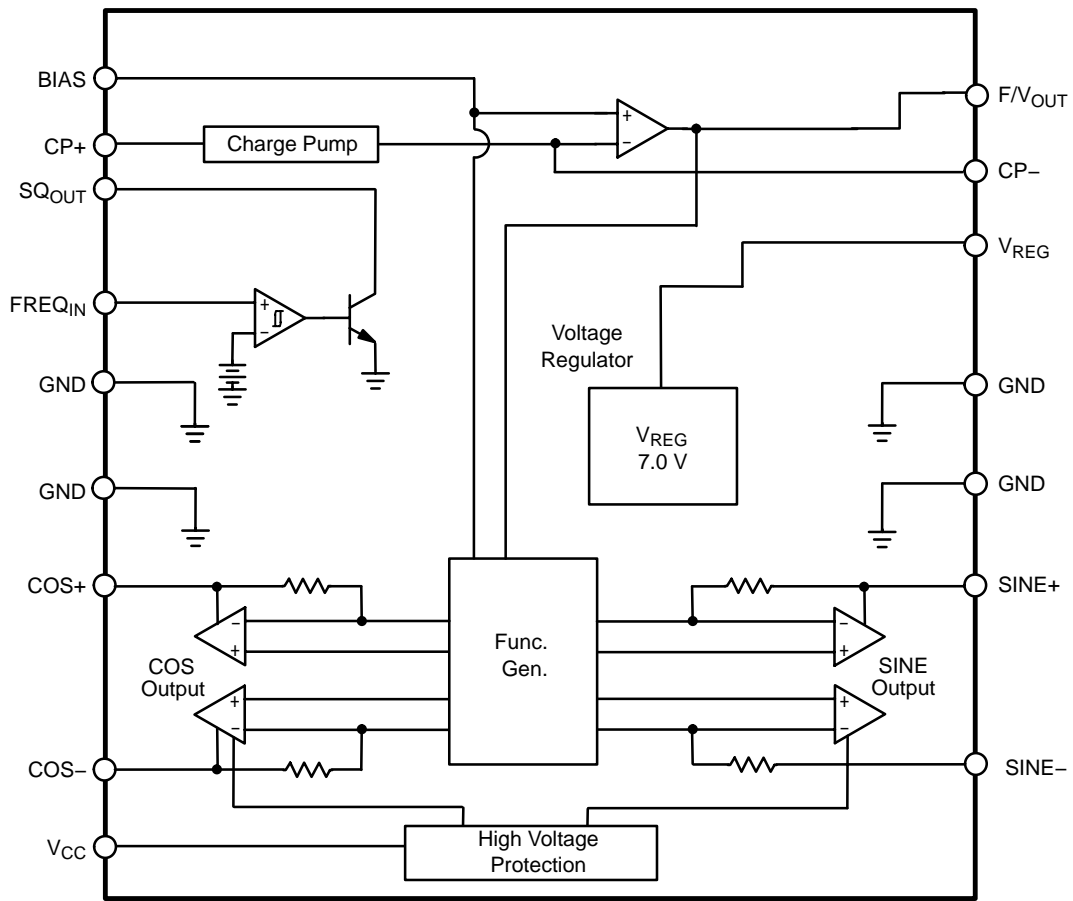 BIAS
CP+
SQOUT
FREQIN
GND
GND
COS+
COS–
VCC
Charge Pump
+
–
+
–
Voltage
Regulator
VREG
7.0 V
F/VOUT
CP–
VREG
GND
GND
SINE+
SINE–
–
+
COS
Output
+
–
Func.
Gen.
–
+
SINE
Output
+
–
High Voltage
Protection